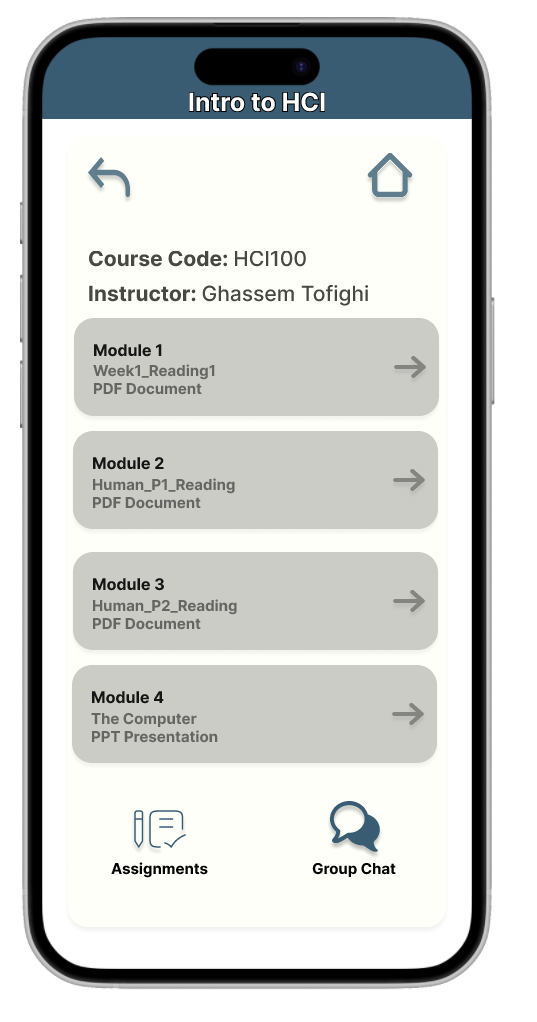 Intro to HCI
Course Code: HCI100
Instructor: Ghassem Tofighi
Module 1
Week1_Reading1
PDF Document
Module 2
Human_P1_Reading
PDF Document
Module 3
Human_P2_Reading
PDF Document
Module 4
The Computer
PPT Presentation
Assignments
Group Chat